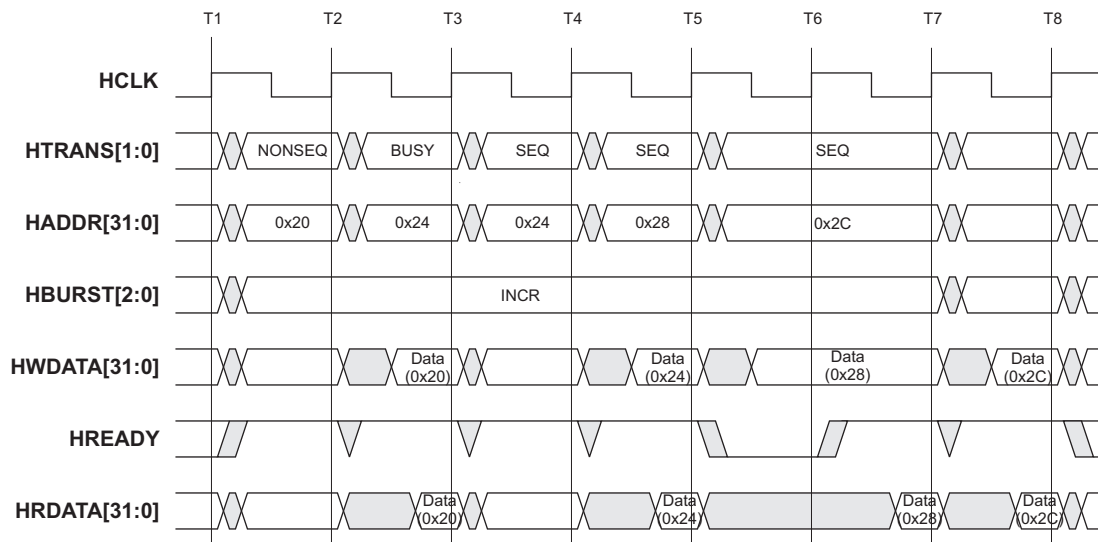 T1 T2 T3 T4 T5 T6 T7 T8
HCLK
HTRANS[1:0] NONSEQ BUSY SEQ SEQ SEQ
HADDR[31:0] 0x20 0x24 0x24 0x28 0x2C
HBURST[2:0] INCR
HWDATA[31:0] Data (0x20) Data (0x24) Data (0x28) Data (0x2C)
HREADY
HRDATA[31:0] Data (0x20) Data (0x24) Data (0x28) Data (0x2C)